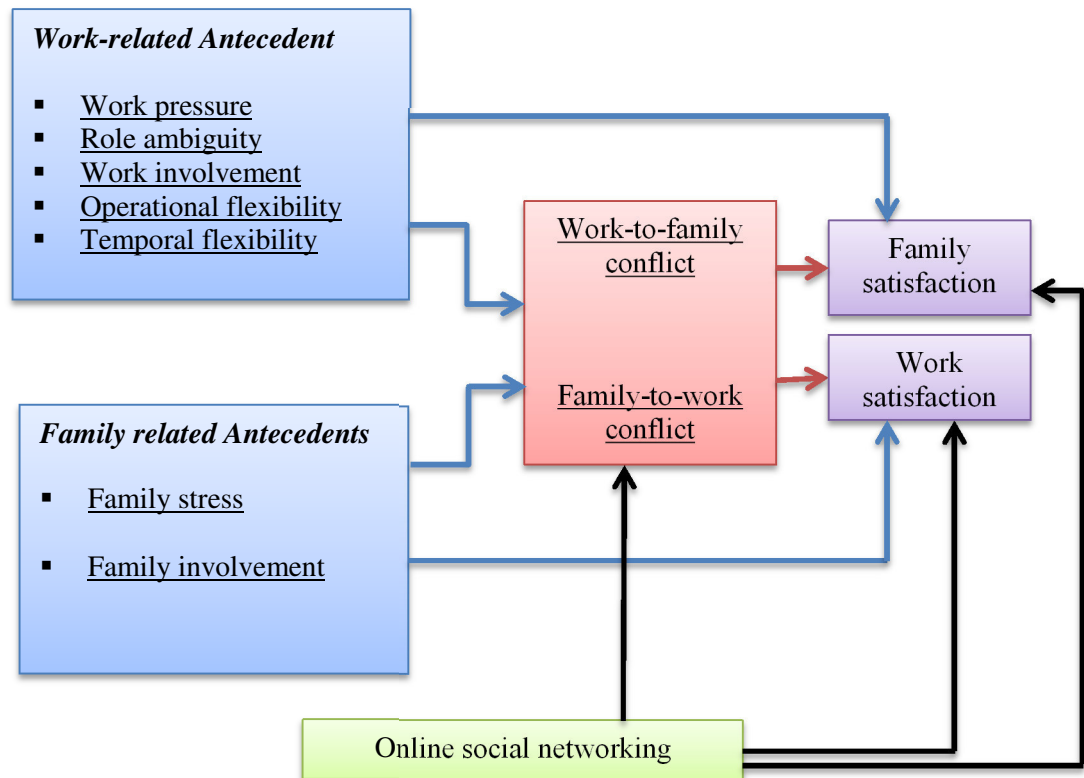 Work-related Antecedent
▪ Work pressure
▪ Role ambiguity
▪ Work involvement
▪ Operational flexibility
▪ Temporal flexibility
Family related Antecedents
▪ Family stress
▪ Family involvement
Work-to-family
conflict
Family-to-work
conflict
Family
satisfaction
Work
satisfaction
Online social networking